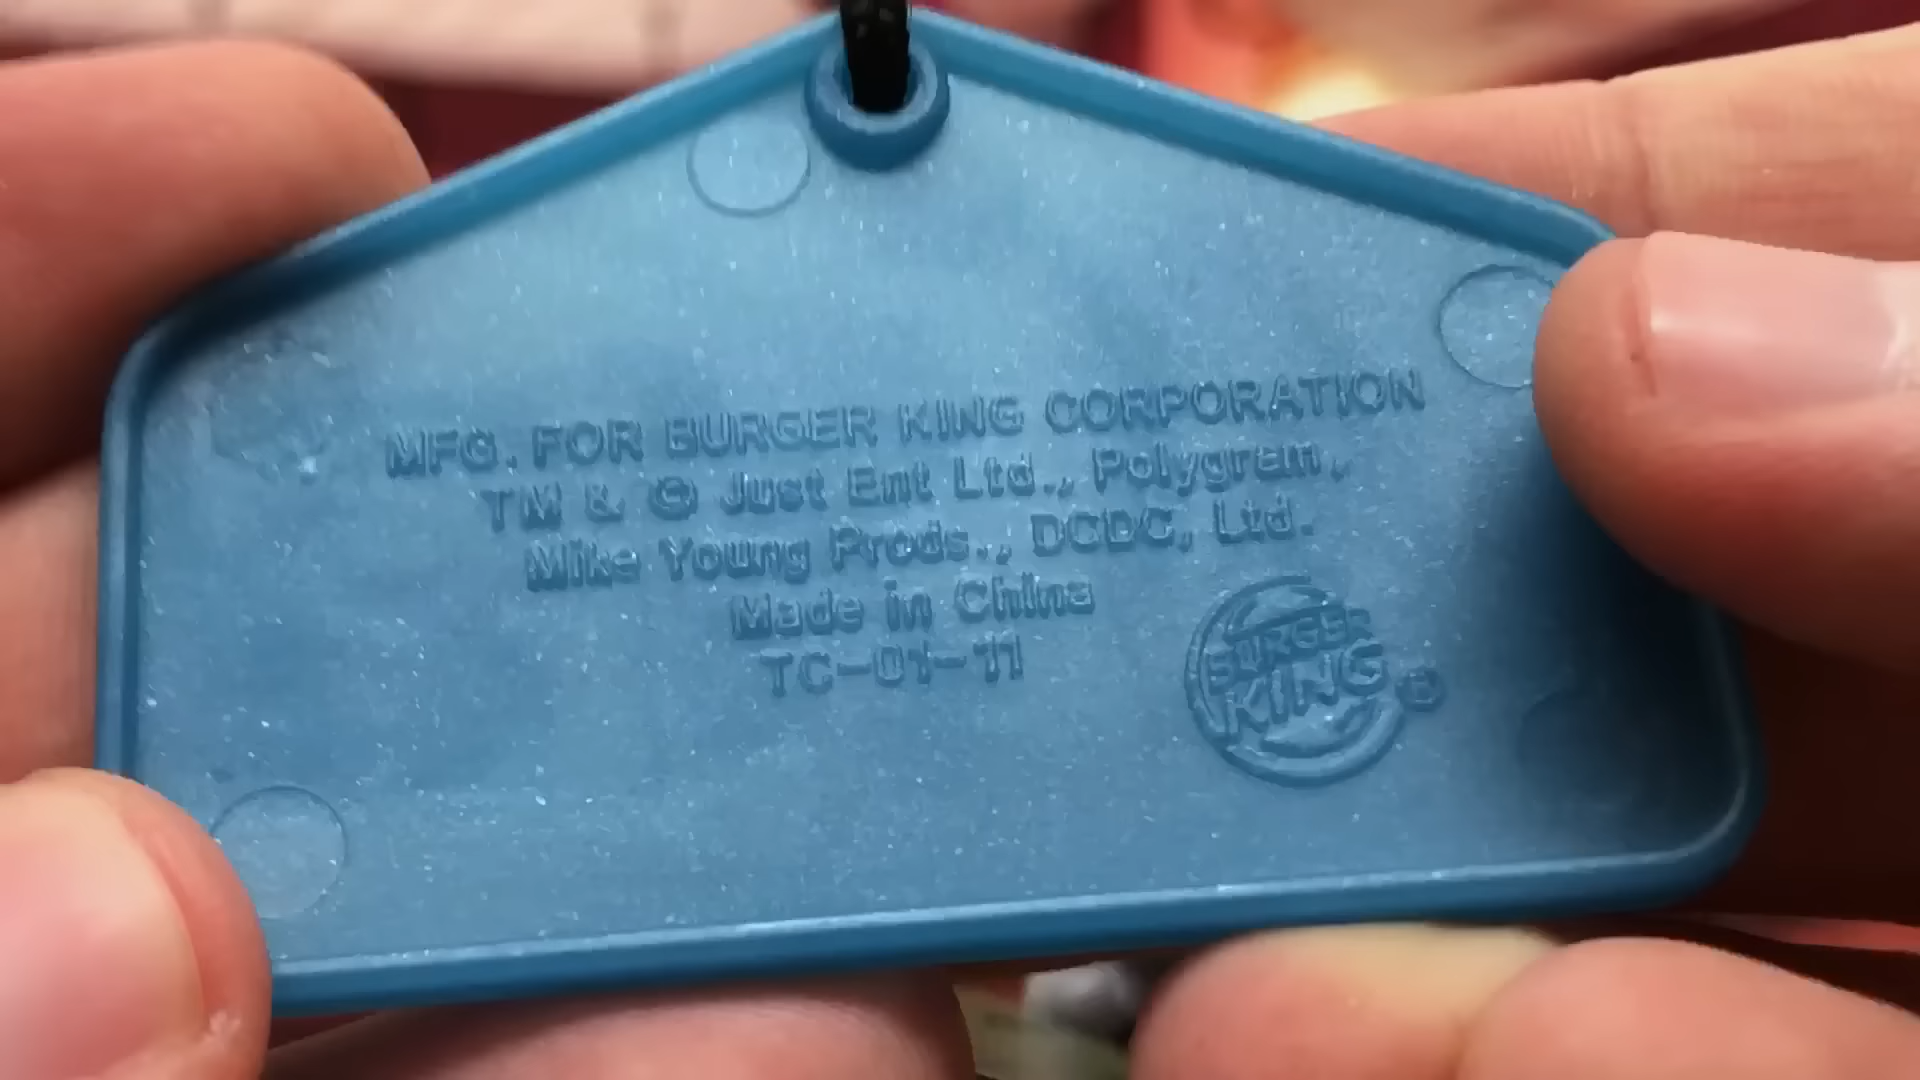 MFG. FOR BURGER KING CORPORATION
TM & © Just Ent Ltd., Polygram,
Mike Young Prods., DCDC, Ltd.
Made in China
TC-01-11
BURGER
KING®